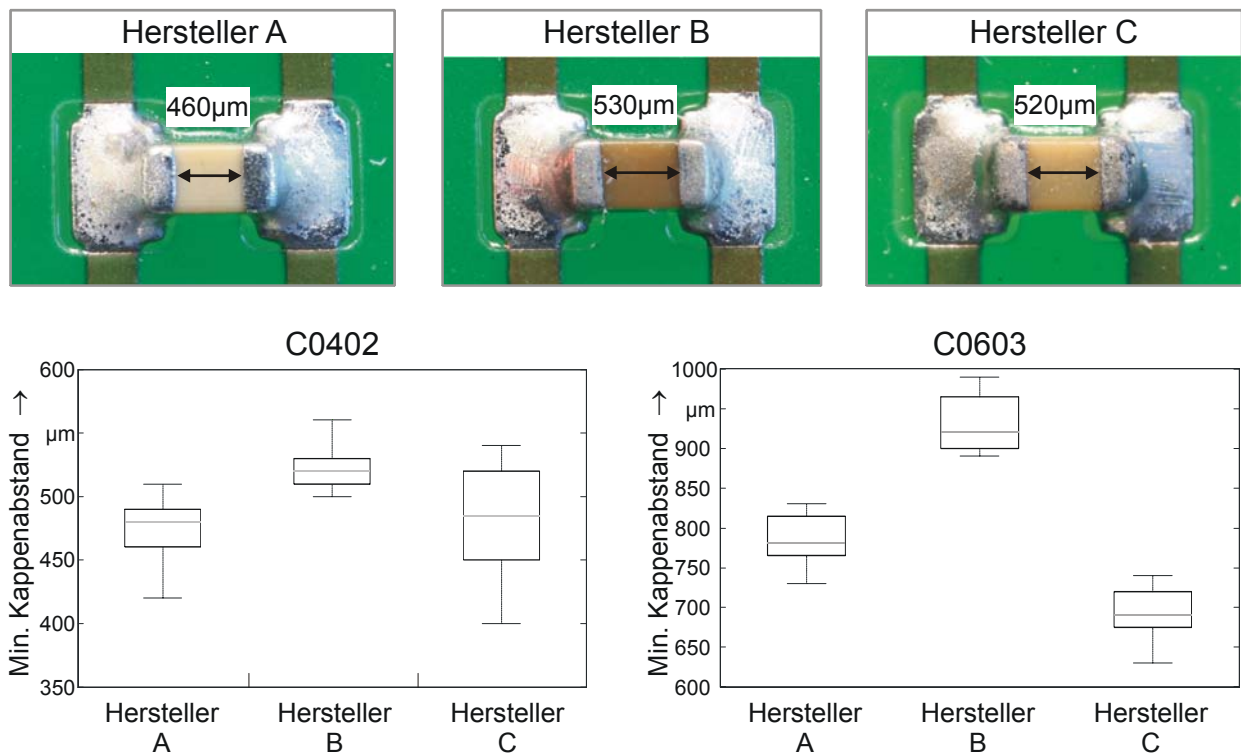 Hersteller A
Hersteller B
Hersteller C
460µm
530µm
520µm
C0402
Min. Kappenabstand →
600
µm
500
450
400
350
Hersteller
A
Hersteller
B
Hersteller
C
C0603
Min. Kappenabstand →
1000
µm
900
850
800
750
700
650
600
Hersteller
A
Hersteller
B
Hersteller
C